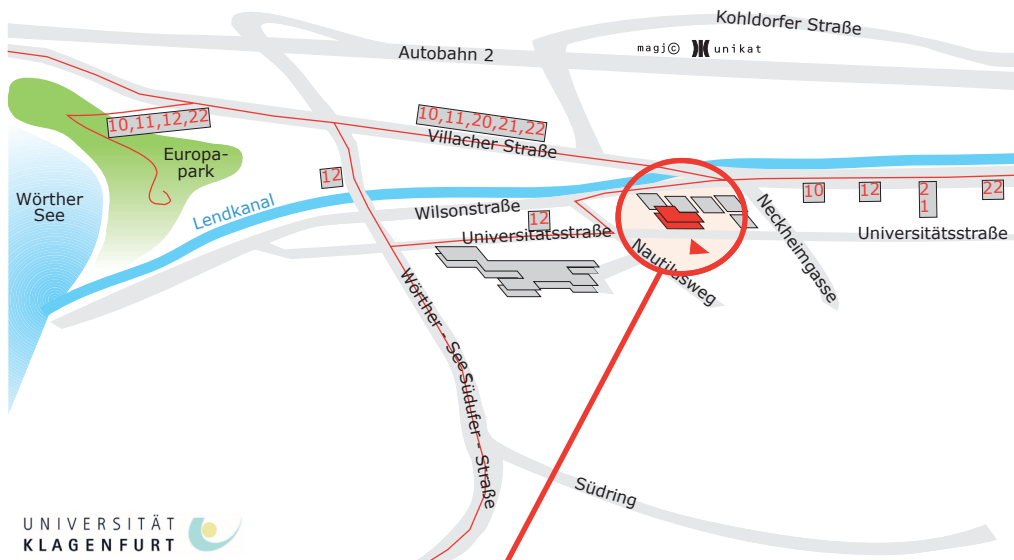 Kohldorfer Straße
magj© unikat
Autobahn 2
10,11,12,22
10,11,20,21,22
Villacher Straße
Europa-
park
12
Wörther
See
Lendkanal
Wilsonstraße
12
10
12
2
1
22
Universitätsstraße
Universitätsstraße
Neckheimgasse
Nautilusweg
Wörther - See
Südufer - Straße
Südring
UNIVERSITÄT
KLAGENFURT